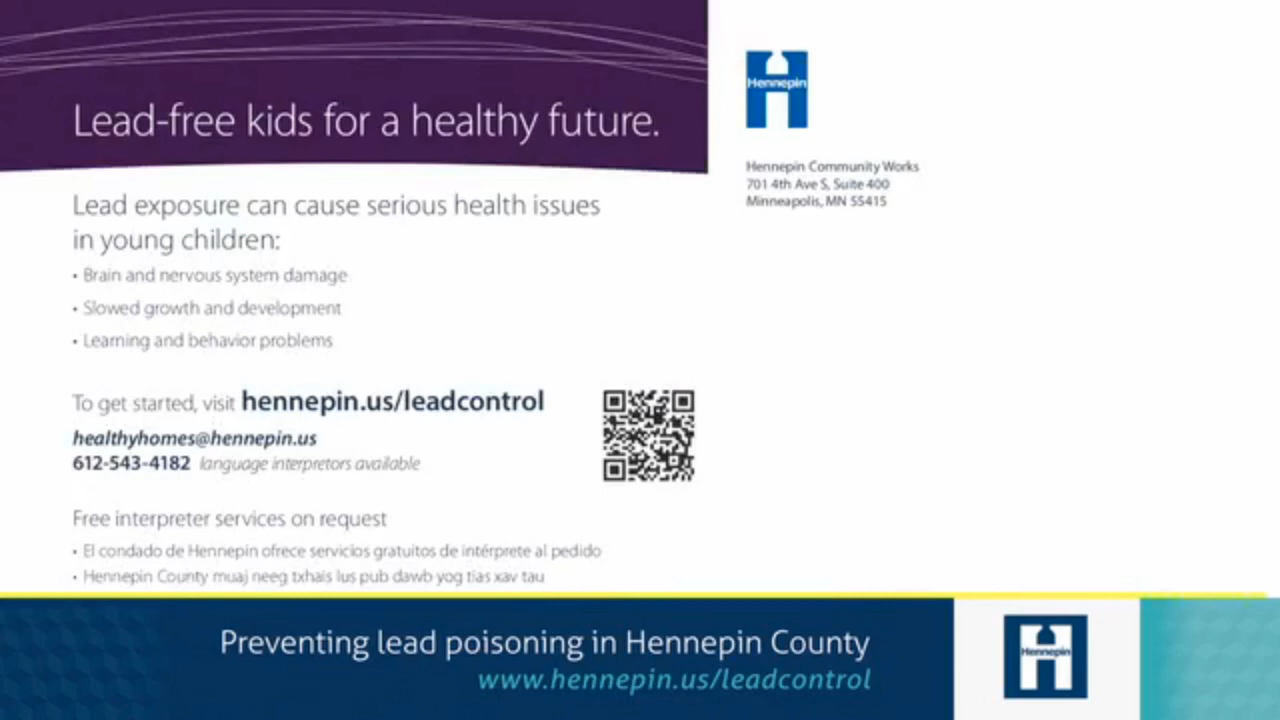 Lead-free kids for a healthy future.
Lead exposure can cause serious health issues
in young children:
• Brain and nervous system damage
• Slowed growth and development
• Learning and behavior problems
To get started, visit hennepin.us/leadcontrol
healthyhomes@hennepin.us
612-543-4182 language interpretors available
Free interpreter services on request
• El condado de Hennepin ofrece servicios gratuitos de intérprete al pedido
• Hennepin County muaj neeg txhais lus pub dawb yog tias xav tau
Hennepin
Hennepin Community Works
701 4th Ave S, Suite 400
Minneapolis, MN 55415
Preventing lead poisoning in Hennepin County
www.hennepin.us/leadcontrol
Hennepin